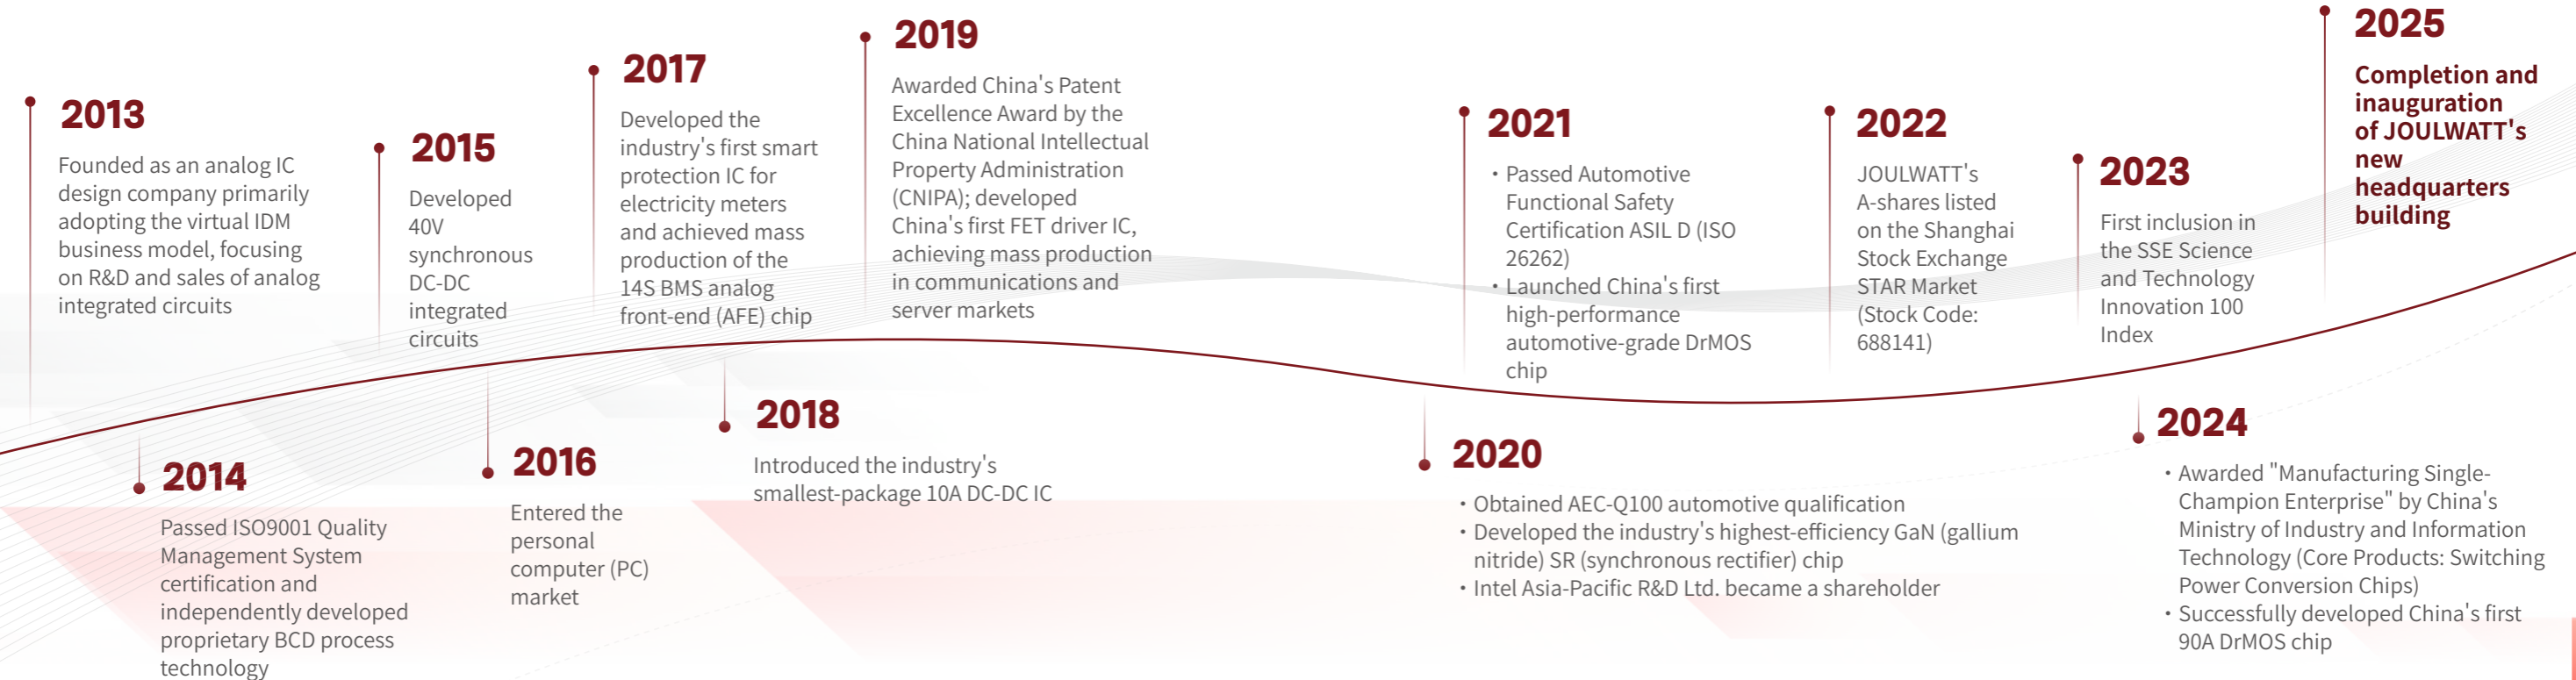 2013
Founded as an analog IC
design company primarily
adopting the virtual IDM
business model, focusing
on R&D and sales of analog
integrated circuits
2014
Passed ISO9001 Quality
Management System
certification and
independently developed
proprietary BCD process
technology
2015
Developed
40V
synchronous
DC-DC
integrated
circuits
2016
Entered the
personal
computer (PC)
market
2017
Developed the
industry's first smart
protection IC for
electricity meters
and achieved mass
production of the
14S BMS analog
front-end (AFE) chip
2018
Introduced the industry's
smallest-package 10A DC-DC IC
2019
Awarded China's Patent
Excellence Award by the
China National Intellectual
Property Administration
(CNIPA); developed
China's first FET driver IC,
achieving mass production
in communications and
server markets
2020
• Obtained AEC-Q100 automotive qualification
• Developed the industry's highest-efficiency GaN (gallium
nitride) SR (synchronous rectifier) chip
• Intel Asia-Pacific R&D Ltd. became a shareholder
2021
• Passed Automotive
Functional Safety
Certification ASIL D (ISO
26262)
• Launched China's first
high-performance
automotive-grade DrMOS
chip
2022
JOULWATT's
A-shares listed
on the Shanghai
Stock Exchange
STAR Market
(Stock Code:
688141)
2023
First inclusion in
the SSE Science
and Technology
Innovation 100
Index
2024
• Awarded "Manufacturing Single-
Champion Enterprise" by China's
Ministry of Industry and Information
Technology (Core Products: Switching
Power Conversion Chips)
• Successfully developed China's first
90A DrMOS chip
2025
Completion and
inauguration
of JOULWATT's
new
headquarters
building